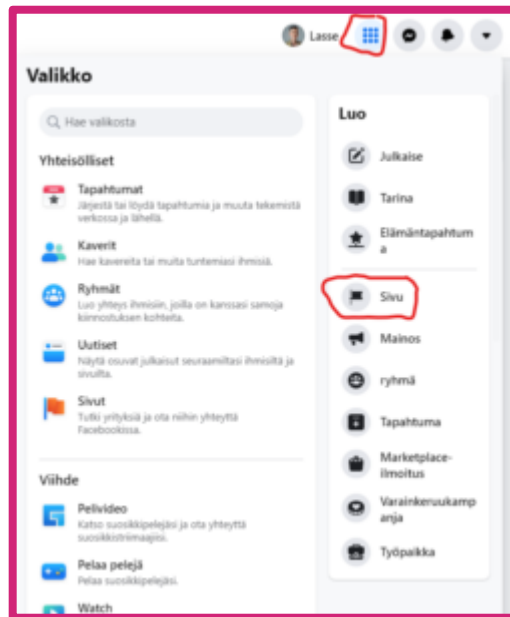 Lasse
Valikko
Hae valikosta
Yhteisölliset
Tapahtumat
Järjestä tai löydä tapahtumia ja muuta tekemistä
verkossa ja lähellä.
Kaverit
Hae kavereita tai muita tuntemiasi ihmisiä.
Ryhmät
Luo yhteys ihmisiin, joilla on kanssasi samoja
kiinnostuksen kohteita.
Uutiset
Näytä osuvat julkaisut seuraamiltasi ihmisiltä ja
sivuilta.
Sivut
Tutki yrityksiä ja ota niihin yhteyttä
Facebookissa.
Viihde
Pelivideo
Katso suosikkipelejäsi ja ota yhteyttä
suosikkistriimaajiisi.
Pelaa pelejä
Pelaa suosikkipelejäsi.
Watch
Luo
Julkaise
Tarina
Elämäntapahtum
a
Sivu
Mainos
ryhmä
Tapahtuma
Marketplace-
ilmoitus
Varainkeruukamp
anja
Työpaikka